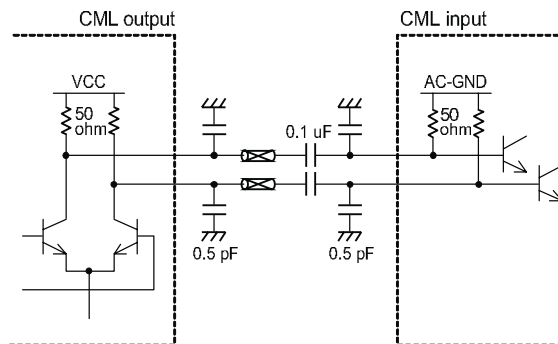 CML output
CML input
VCC
AC-GND
50
ohm
0.1 uF
50
ohm
0.5 pF
0.5 pF